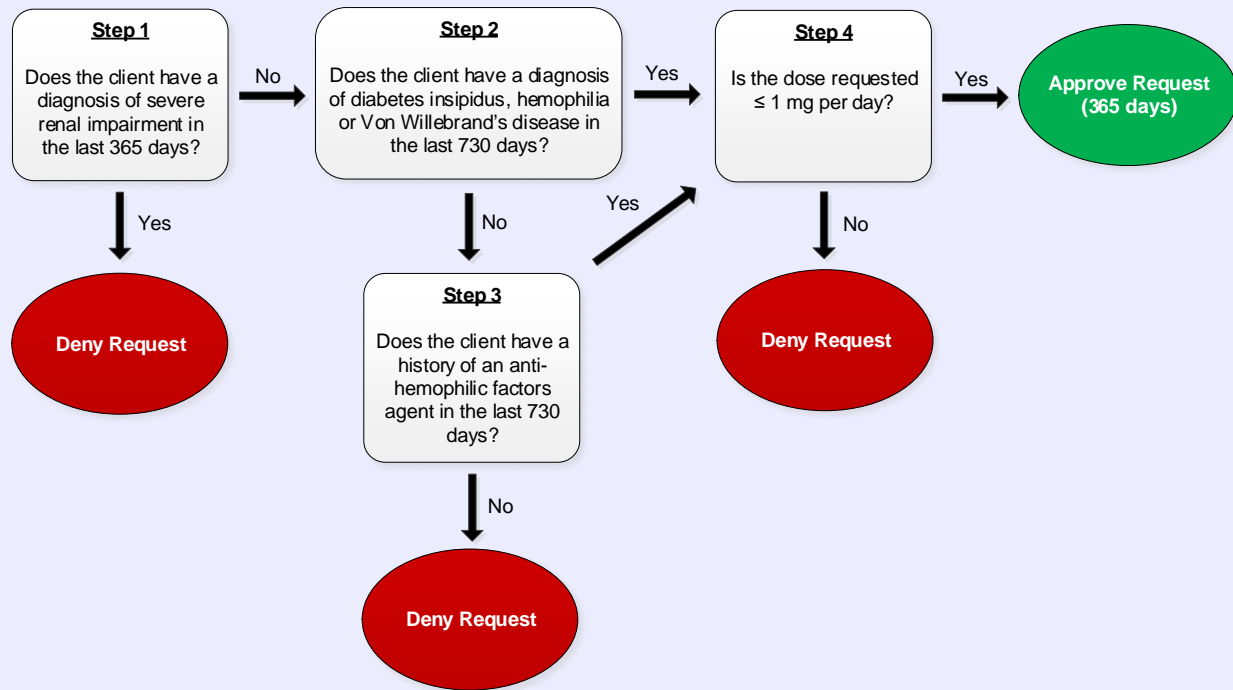 Step 1
Does the client have a
diagnosis of severe
renal impairment in
the last 365 days?
No
Yes
Deny Request
Step 2
Does the client have a diagnosis
of diabetes insipidus, hemophilia
or Von Willebrand's disease in
the last 730 days?
Yes
No
Step 3
Does the client have a
history of an anti-
hemophilic factors
agent in the last 730
days?
Yes
No
Deny Request
Step 4
Is the dose requested
≤ 1 mg per day?
Yes
No
Deny Request
Approve Request
(365 days)